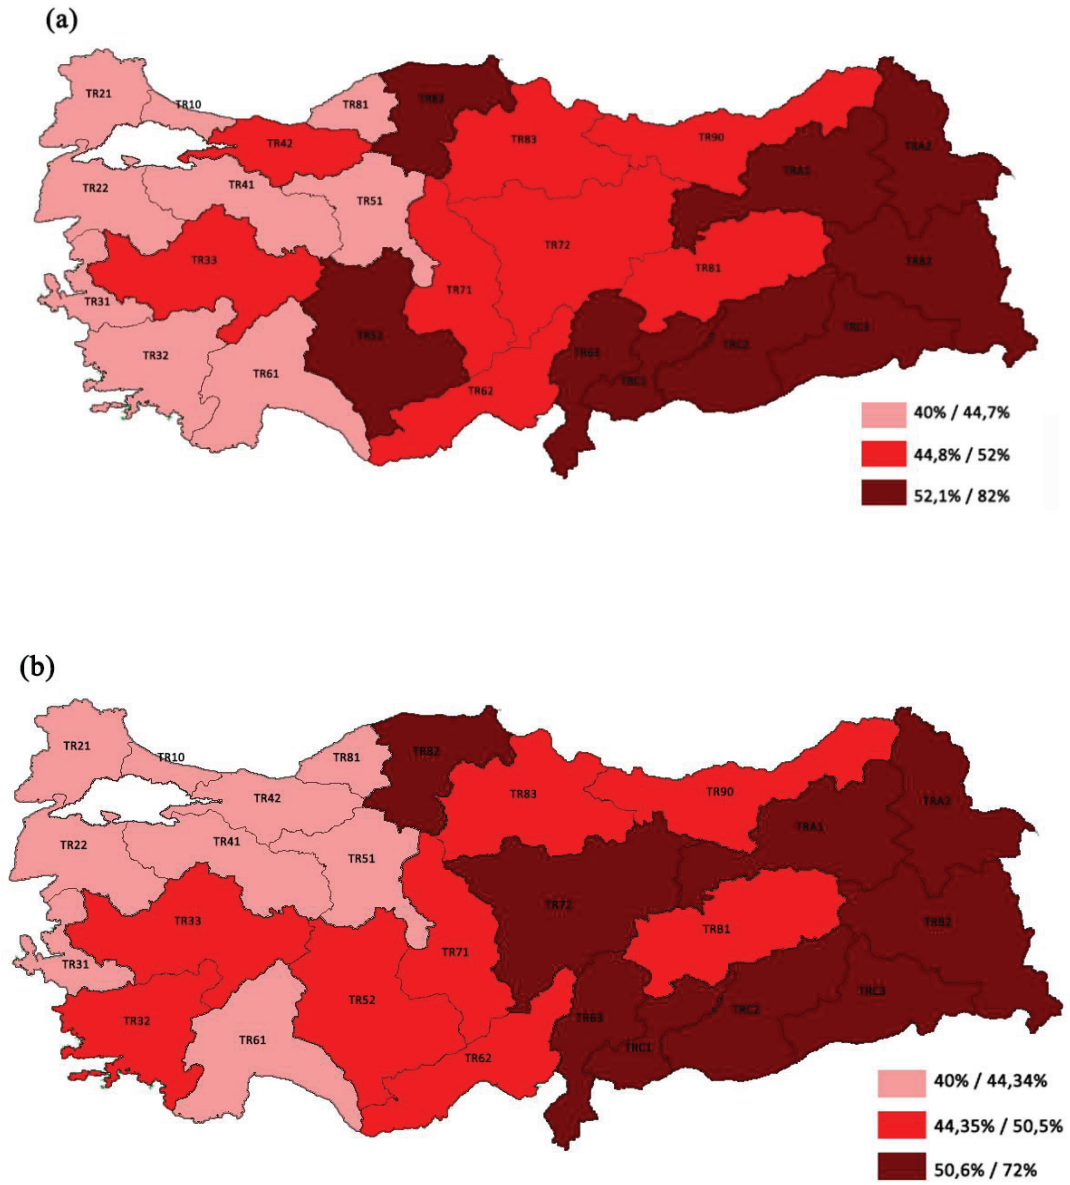 (a)
TR21
TR10
TR81
TR82
TR42
TR83
TR90
TRA2
TRA1
TR22
TR41
TR51
TR72
TR33
TRB1
TRB2
TR31
TR71
TR52
TRC3
TR32
TR61
TR63
TRC2
TRC1
TR62
40% / 44,7%
44,8% / 52%
52,1% / 82%
(b)
TR21
TR10
TR81
TR82
TR42
TR83
TR90
TRA2
TRA1
TR22
TR41
TR51
TR72
TR33
TRB1
TRB2
TR31
TR71
TR52
TRC3
TR32
TR61
TR63
TRC2
TRC1
TR62
40% / 44,34%
44,35% / 50,5%
50,6% / 72%